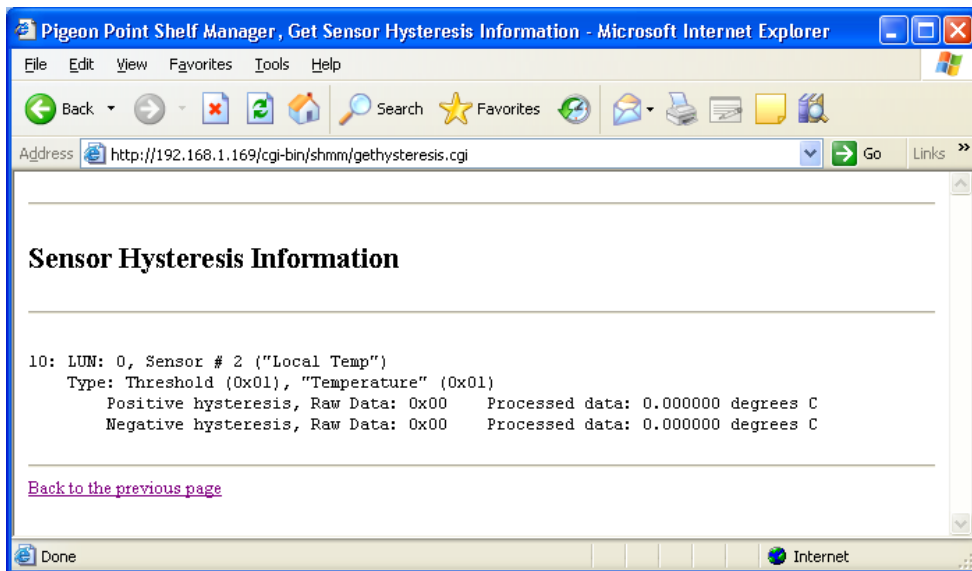 Pigeon Point Shelf Manager, Get Sensor Hysteresis Information - Microsoft Internet Explorer
File Edit View Favorites Tools Help
Back Search Favorites
Address http://192.168.1.169/cgi-bin/shmm/gethysteresis.cgi Go Links »
Sensor Hysteresis Information
10: LUN: 0, Sensor # 2 ("Local Temp")
Type: Threshold (0x01), "Temperature" (0x01)
Positive hysteresis, Raw Data: 0x00 Processed data: 0.000000 degrees C
Negative hysteresis, Raw Data: 0x00 Processed data: 0.000000 degrees C
Back to the previous page
Done Internet